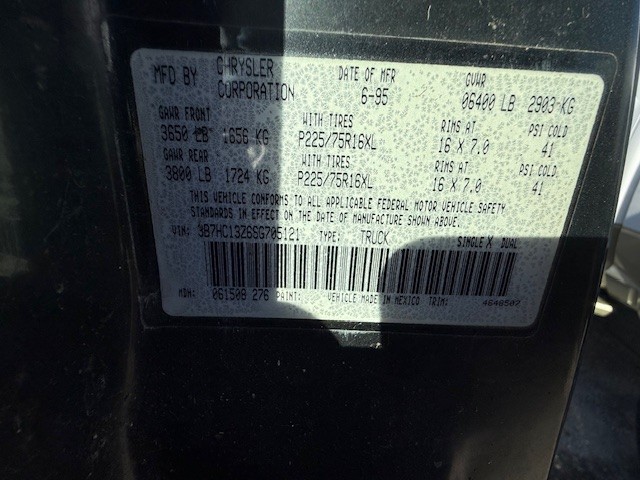 MFD BY CHRYSLER CORPORATION DATE OF MFR 6-95 GVWR 06400 LB 2903 KG
GAWR FRONT WITH TIRES RIMS AT PSI COLD
3650 LB 1656 KG P225/75R16XL 16 X 7.0 41
GAWR REAR WITH TIRES RIMS AT PSI COLD
3800 LB 1724 KG P225/75R16XL 16 X 7.0 41
THIS VEHICLE CONFORMS TO ALL APPLICABLE FEDERAL MOTOR VEHICLE SAFETY
STANDARDS IN EFFECT ON THE DATE OF MANUFACTURE SHOWN ABOVE.
VIN: 3B7HC13Z6SG705121 TYPE: TRUCK SINGLE X DUAL
MDH: 061508 276 PAINT: VEHICLE MADE IN MEXICO TRIM: 4648502